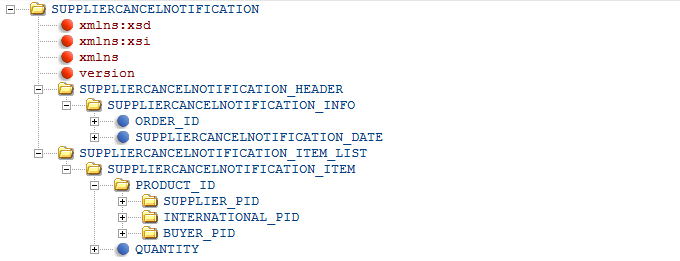 SUPPLIERCANCELNOTIFICATION
xmlns:xsd
xmlns:xsi
xmlns
version
SUPPLIERCANCELNOTIFICATION_HEADER
SUPPLIERCANCELNOTIFICATION_INFO
ORDER_ID
SUPPLIERCANCELNOTIFICATION_DATE
SUPPLIERCANCELNOTIFICATION_ITEM_LIST
SUPPLIERCANCELNOTIFICATION_ITEM
PRODUCT_ID
SUPPLIER_PID
INTERNATIONAL_PID
BUYER_PID
QUANTITY